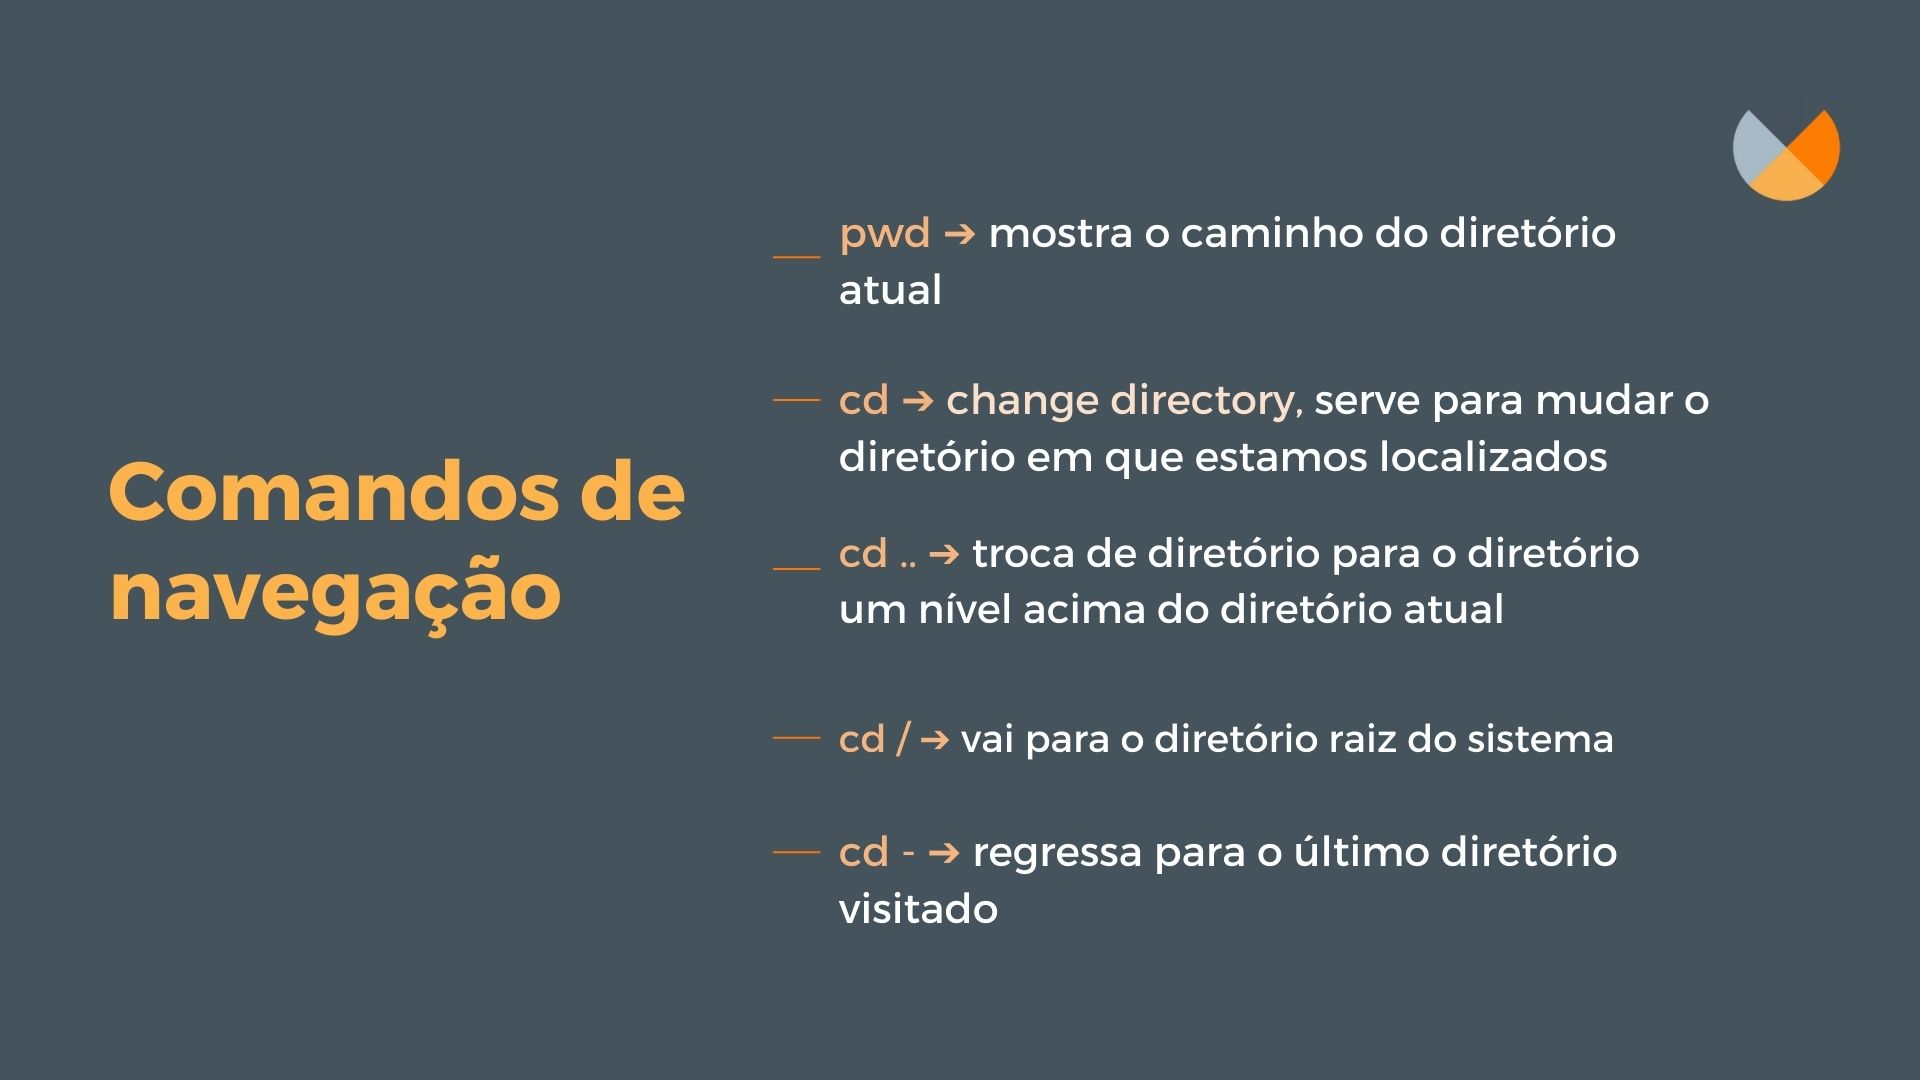 Comandos de
navegação
pwd → mostra o caminho do diretório
atual
cd → change directory, serve para mudar o
diretório em que estamos localizados
cd .. → troca de diretório para o diretório
um nível acima do diretório atual
cd / → vai para o diretório raiz do sistema
cd - → regressa para o último diretório
visitado